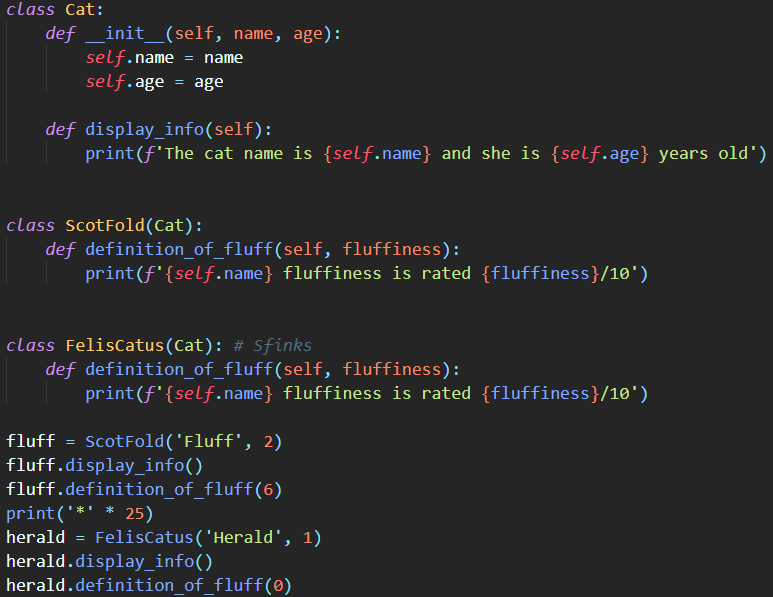 class Cat:
    def __init__(self, name, age):
        self.name = name
        self.age = age

    def display_info(self):
        print(f'The cat name is {self.name} and she is {self.age} years old')


class ScotFold(Cat):
    def definition_of_fluff(self, fluffiness):
        print(f'{self.name} fluffiness is rated {fluffiness}/10')


class FelisCatus(Cat): # Sfinks
    def definition_of_fluff(self, fluffiness):
        print(f'{self.name} fluffiness is rated {fluffiness}/10')

fluff = ScotFold('Fluff', 2)
fluff.display_info()
fluff.definition_of_fluff(6)
print('*' * 25)
herald = FelisCatus('Herald', 1)
herald.display_info()
herald.definition_of_fluff(0)